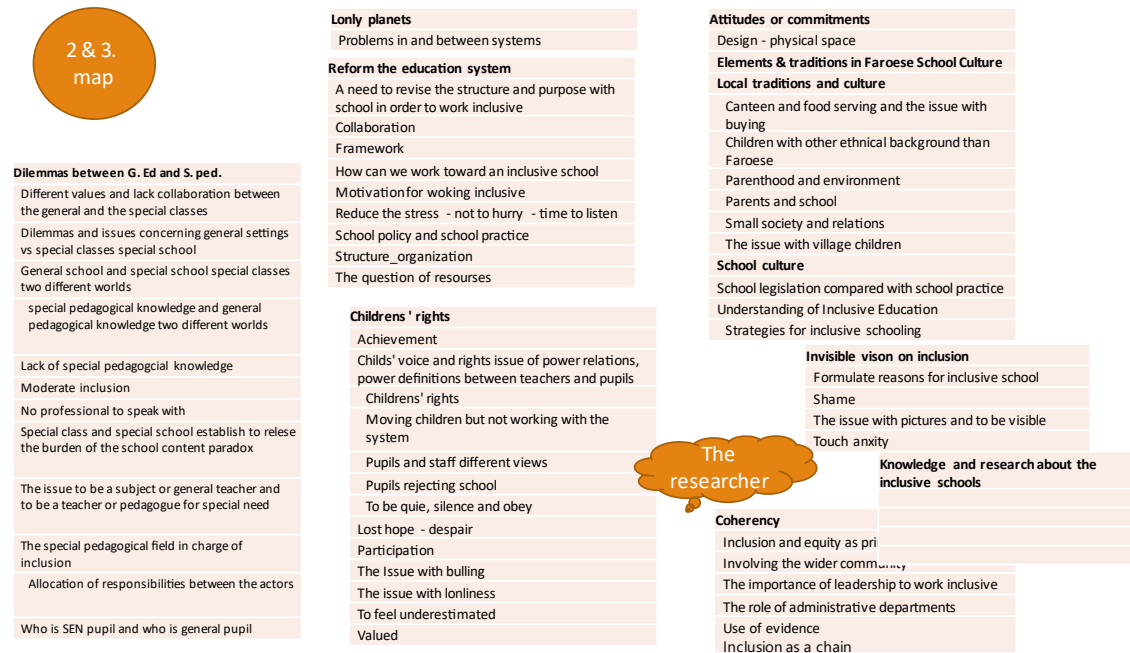 2 & 3.
map
Dilemmas between G. Ed and S. ped.
Different values and lack collaboration between
the general and the special classes
Dilemmas and issues concerning general settings
vs special classes special school
General school and special school special classes
two different worlds
special pedagogical knowledge and general
pedagogical knowledge two different worlds
Lack of special pedagogcial knowledge
Moderate inclusion
No professional to speak with
Special class and special school establish to relese
the burden of the school content paradox
The issue to be a subject or general teacher and
to be a teacher or pedagogue for special need
The special pedagogical field in charge of
inclusion
Allocation of responsibilities between the actors
Who is SEN pupil and who is general pupil
Lonly planets
Problems in and between systems
Reform the education system
A need to revise the structure and purpose with
school in order to work inclusive
Collaboration
Framework
How can we work toward an inclusive school
Motivation for woking inclusive
Reduce the stress - not to hurry - time to listen
School policy and school practice
Structure_organization
The question of resourses
Childrens ' rights
Achievement
Childs' voice and rights issue of power relations,
power definitions between teachers and pupils
Childrens' rights
Moving children but not working with the
system
Pupils and staff different views
Pupils rejecting school
To be quie, silence and obey
Lost hope - despair
Participation
The Issue with bulling
The issue with lonliness
To feel underestimated
Valued
Attitudes or commitments
Design - physical space
Elements & traditions in Faroese School Culture
Local traditions and culture
Canteen and food serving and the issue with
buying
Children with other ethnical background than
Faroese
Parenthood and environment
Parents and school
Small society and relations
The issue with village children
School culture
School legislation compared with school practice
Understanding of Inclusive Education
Strategies for inclusive schooling
Invisible vison on inclusion
Formulate reasons for inclusive school
Shame
The issue with pictures and to be visible
Touch anxity
The
researcher
Knowledge and research about the
inclusive schools
Coherency
Inclusion and equity as pri
Involving the wider community
The importance of leadership to work inclusive
The role of administrative departments
Use of evidence
Inclusion as a chain